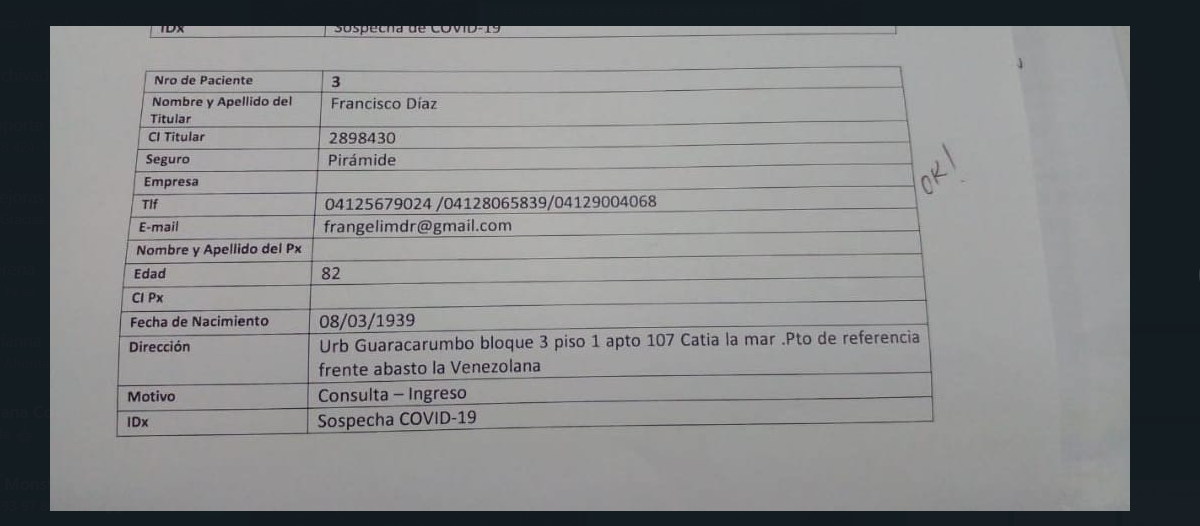 IDx Sospecha de COVID-19
Nro de Paciente 3
Nombre y Apellido del Francisco Díaz
Titular
CI Titular 2898430
Seguro Pirámide
Empresa
Tlf 04125679024 /04128065839/04129004068
E-mail frangelimdr@gmail.com
Nombre y Apellido del Px
Edad 82
CI Px
Fecha de Nacimiento 08/03/1939
Dirección Urb Guaracarumbo bloque 3 piso 1 apto 107 Catia la mar .Pto de referencia
frente abasto la Venezolana
Motivo Consulta – Ingreso
IDx Sospecha COVID-19
OK!